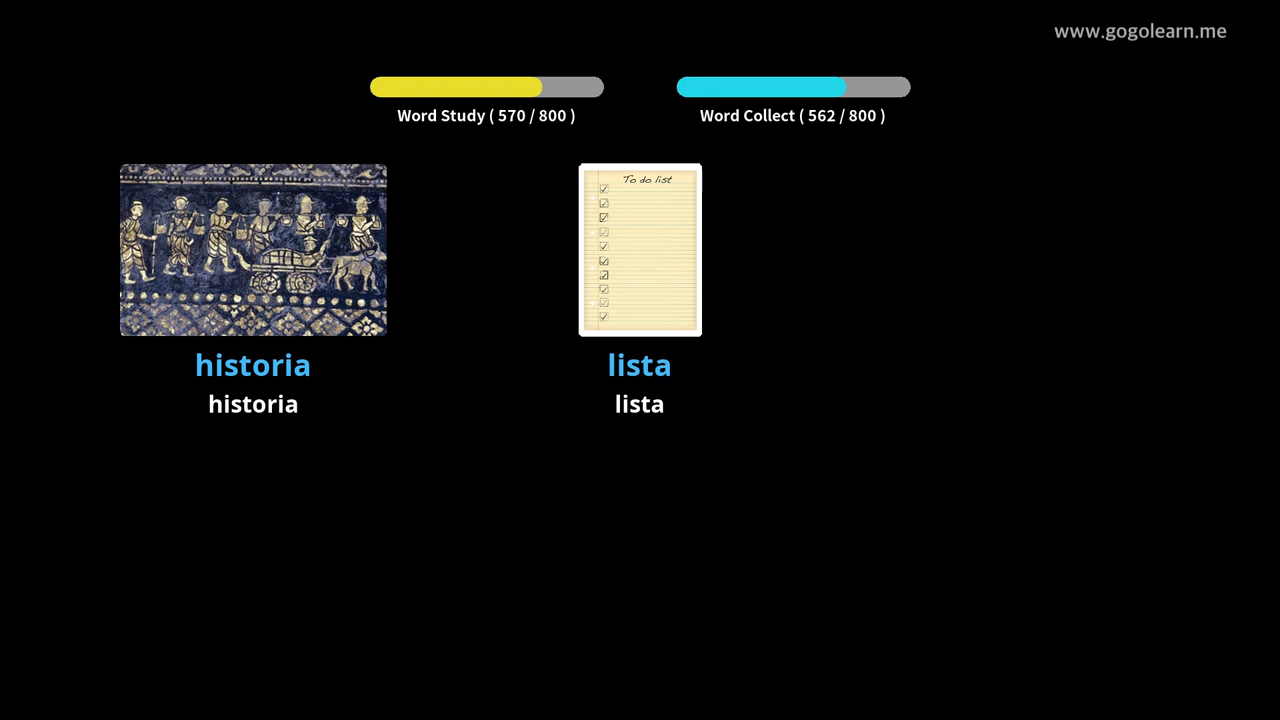 www.gogolearn.me
Word Study ( 570 / 800 )
Word Collect ( 562 / 800 )
To do list
historia
lista
historia
lista